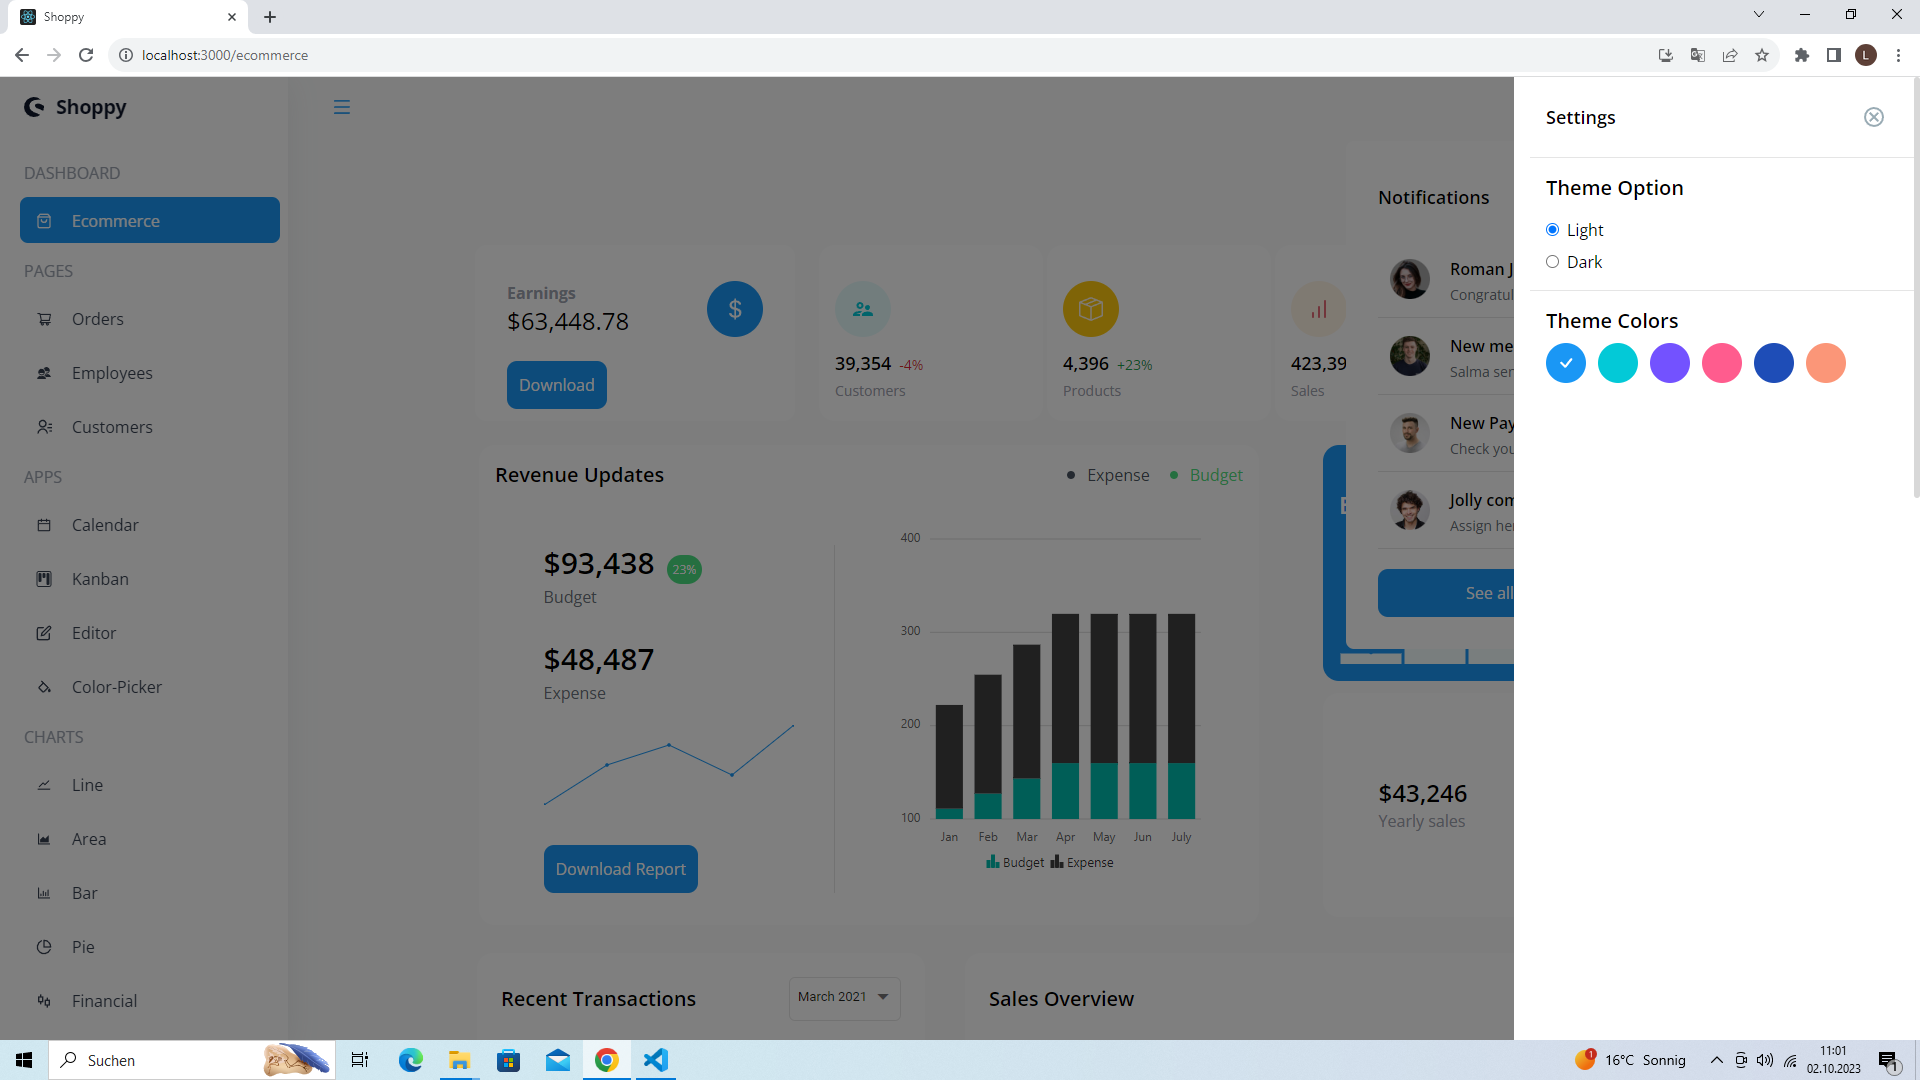 Shoppy
localhost:3000/ecommerce
L
Shoppy
DASHBOARD
Ecommerce
PAGES
Orders
Employees
Customers
APPS
Calendar
Kanban
Editor
Color-Picker
CHARTS
Line
Area
Bar
Pie
Financial
Earnings
$63,448.78
$
Download
39,354 -4%
Customers
4,396 +23%
Products
423,39
Sales
Revenue Updates
Expense
Budget
$93,438 23%
Budget
$48,487
Expense
Download Report
400
300
200
100
Jan Feb Mar Apr May Jun July
Budget Expense
Notifications
Roman J
Congratul
New me
Salma ser
New Pay
Check you
Jolly com
Assign her
See all
$43,246
Yearly sales
Recent Transactions
March 2021
Sales Overview
Settings
Theme Option
Light
Dark
Theme Colors
Suchen
1
16°C Sonnig
11:01
02.10.2023
1